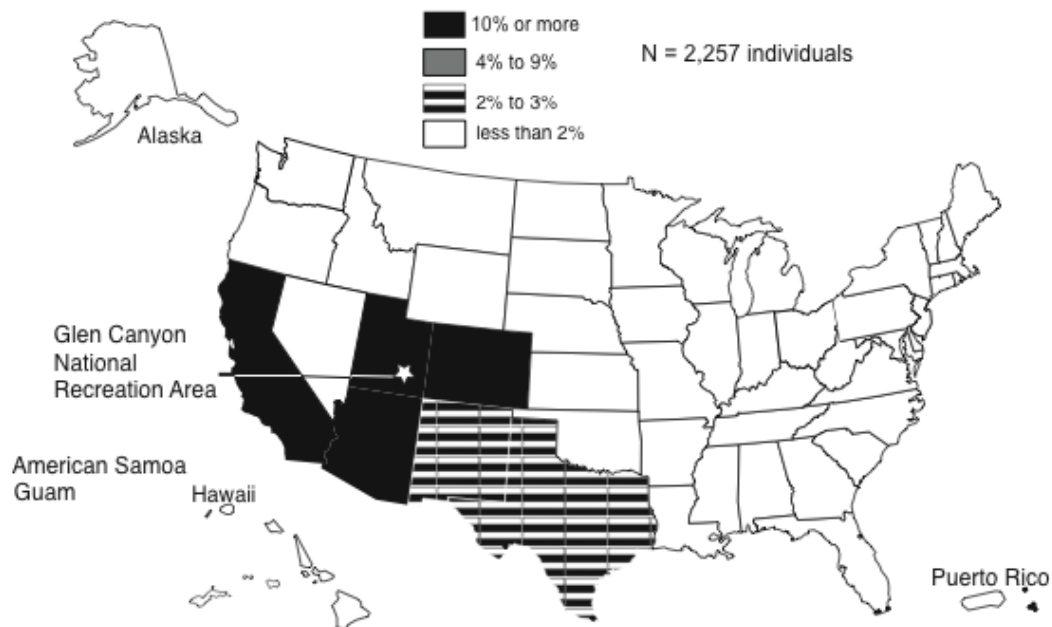 10% or more
4% to 9%
N = 2,257 individuals
2% to 3%
less than 2%
Alaska
Glen Canyon
National
Recreation Area
American Samoa
Guam
Hawaii
Puerto Rico